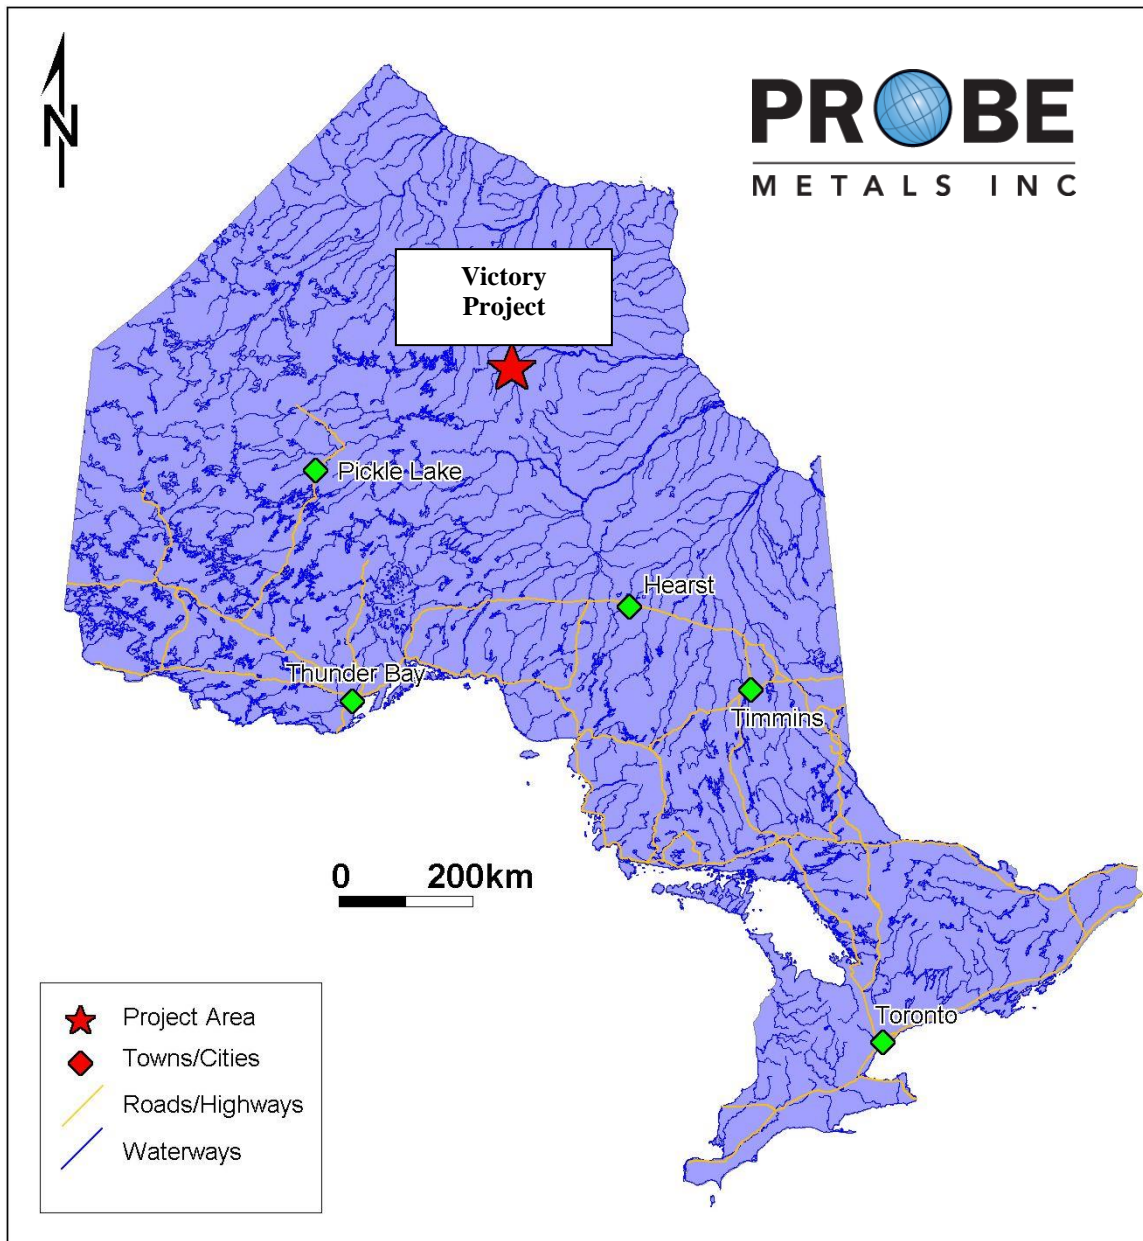 N
PROBE
METALS INC
Victory
Project
Pickle Lake
Hearst
Thunder Bay
Timmins
0 200km
Toronto
Project Area
Towns/Cities
Roads/Highways
Waterways